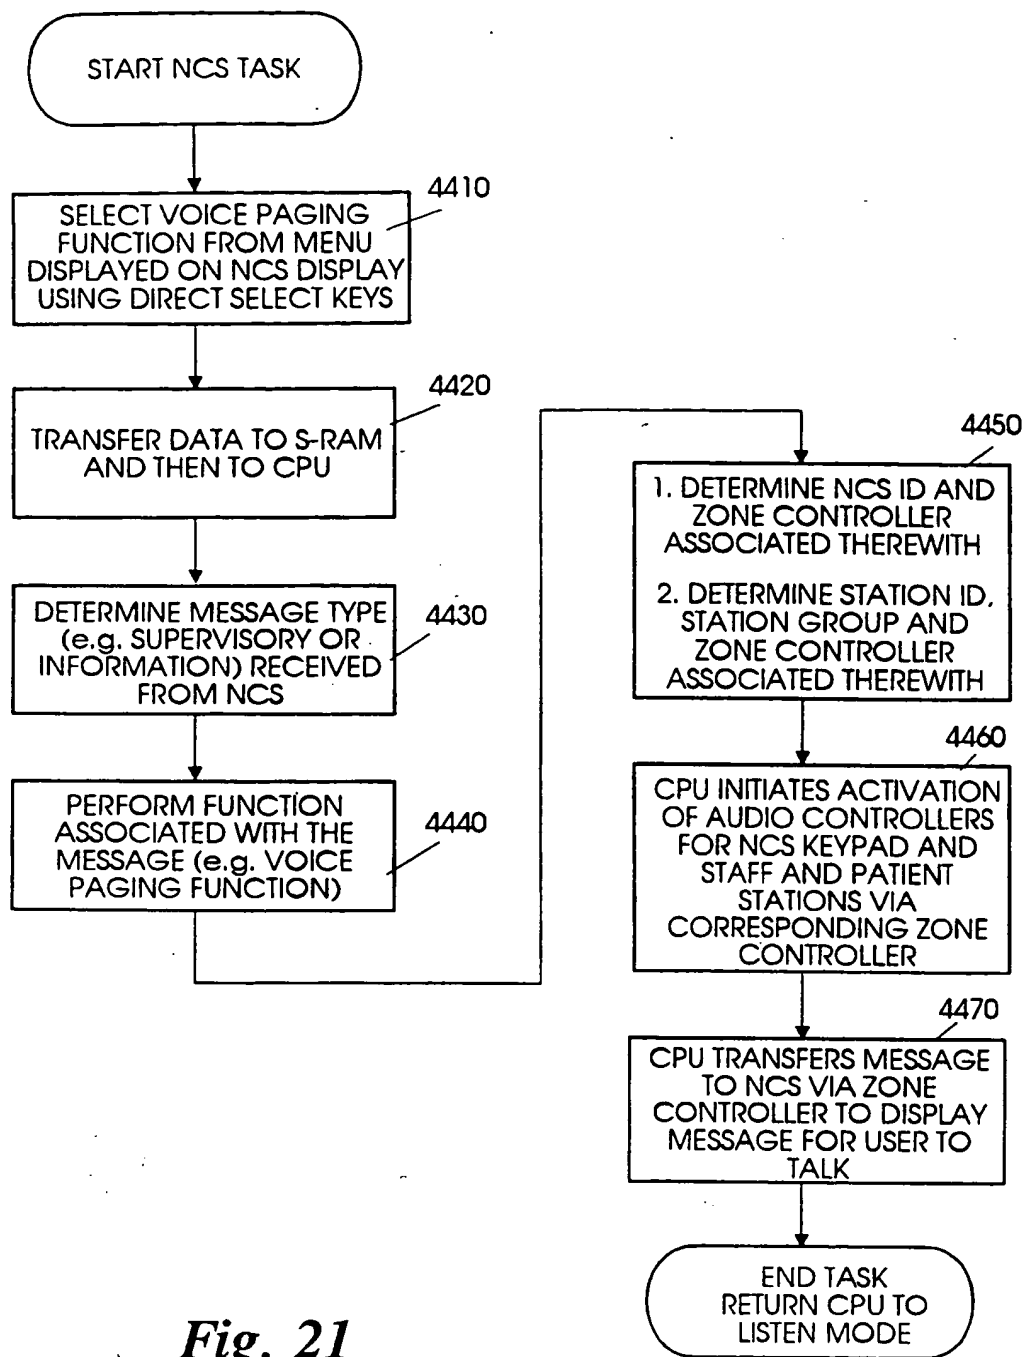 START NCS TASK
4410
SELECT VOICE PAGING
FUNCTION FROM MENU
DISPLAYED ON NCS DISPLAY
USING DIRECT SELECT KEYS
4420
TRANSFER DATA TO S-RAM
AND THEN TO CPU
DETERMINE MESSAGE TYPE
(e.g. SUPERVISORY OR
INFORMATION) RECEIVED
FROM NCS
4430
PERFORM FUNCTION
ASSOCIATED WITH THE
MESSAGE (e.g. VOICE
PAGING FUNCTION)
4440
4450
1. DETERMINE NCS ID AND
ZONE CONTROLLER
ASSOCIATED THEREWITH
2. DETERMINE STATION ID,
STATION GROUP AND
ZONE CONTROLLER
ASSOCIATED THEREWITH
4460
CPU INITIATES ACTIVATION
OF AUDIO CONTROLLERS
FOR NCS KEYPAD AND
STAFF AND PATIENT
STATIONS VIA
CORRESPONDING ZONE
CONTROLLER
4470
CPU TRANSFERS MESSAGE
TO NCS VIA ZONE
CONTROLLER TO DISPLAY
MESSAGE FOR USER TO
TALK
END TASK
RETURN CPU TO
LISTEN MODE
Fig. 21